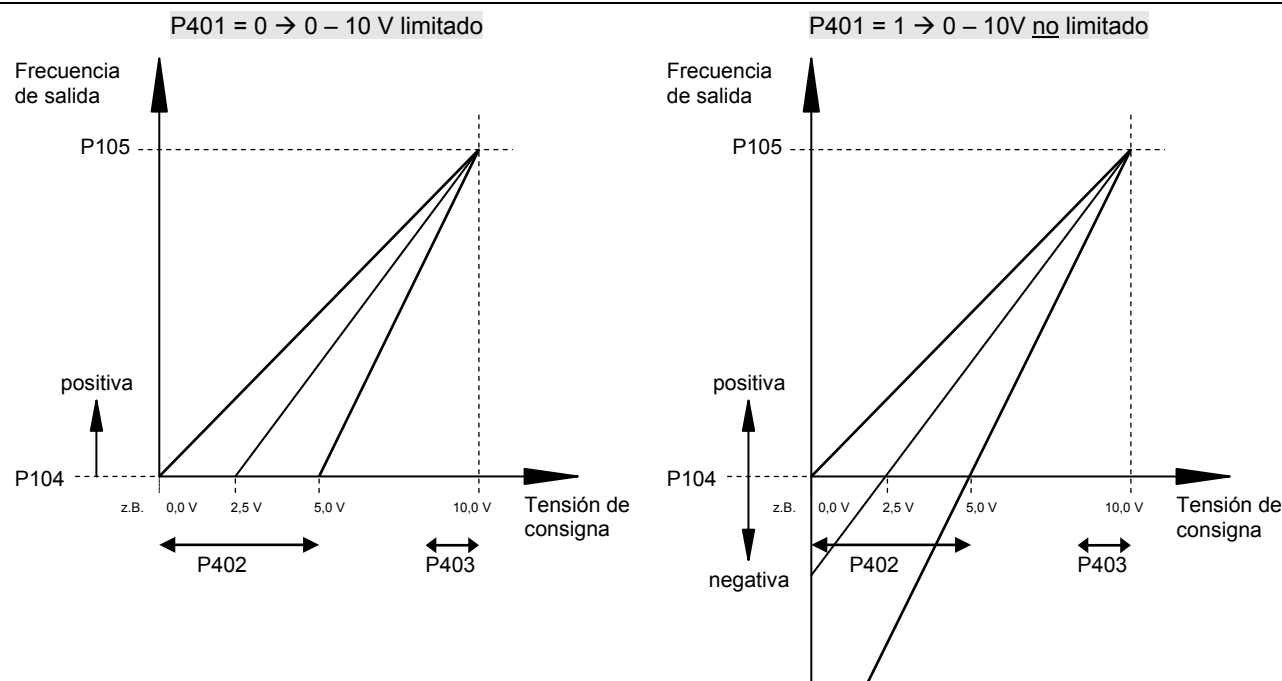 P401 = 0 → 0 – 10 V limitado
Frecuencia
de salida
P105
positiva
P104
z.B.
0,0 V
2,5 V
5,0 V
10,0 V
Tensión de
consigna
P402
P403
P401 = 1 → 0 – 10V no limitado
Frecuencia
de salida
P105
positiva
P104
z.B.
0,0 V
2,5 V
5,0 V
10,0 V
Tensión de
consigna
P402
P403
negativa